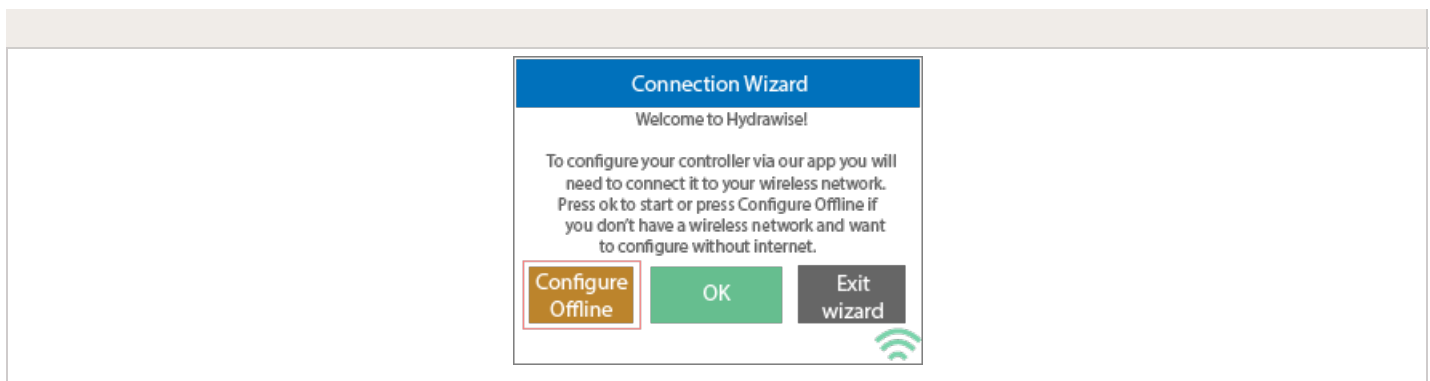 Connection Wizard
Welcome to Hydrawise!
To configure your controller via our app you will
need to connect it to your wireless network.
Press ok to start or press Configure Offline if
you don't have a wireless network and want
to configure without internet.
Configure
Offline
OK
Exit
wizard